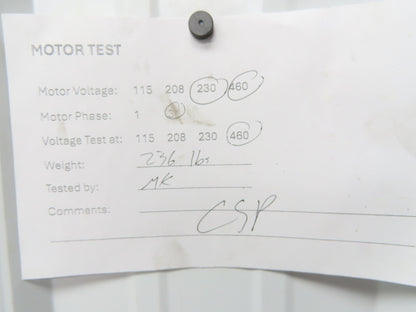 MOTOR TEST
Motor Voltage: 115 208 230 460
Motor Phase: 1 3
Voltage Test at: 115 208 230 460
Weight: 236 lbs
Tested by: MK
Comments:
CSP